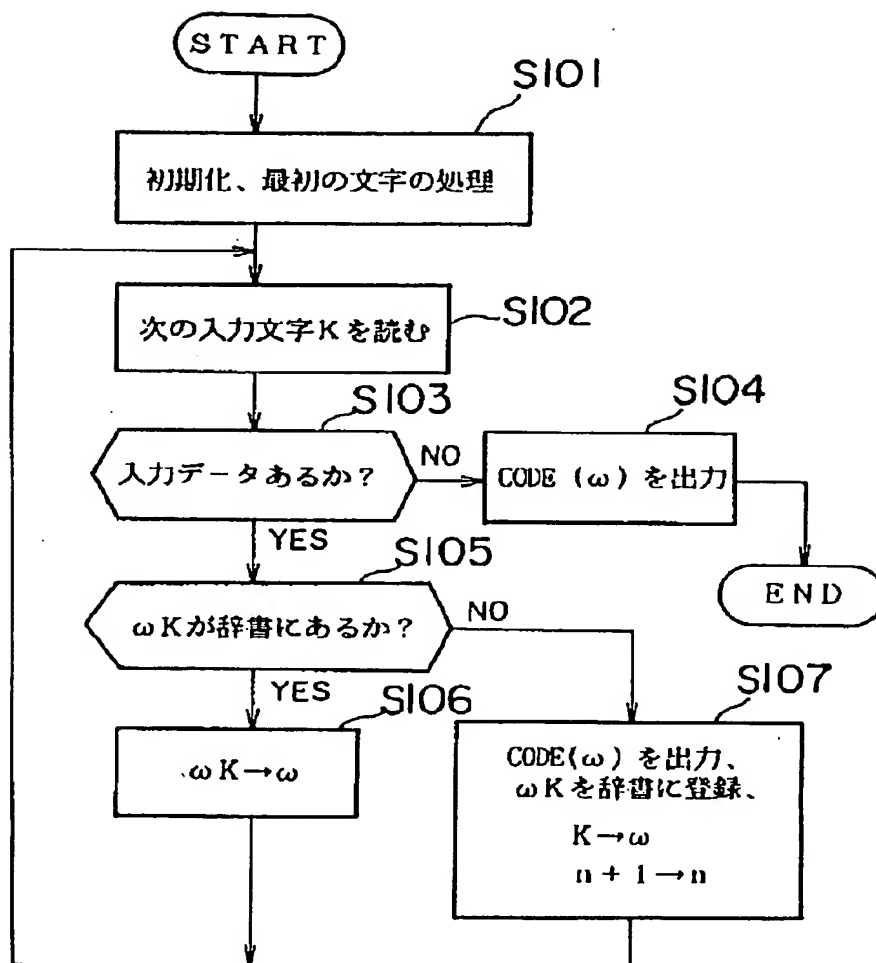 START
S101
初期化、最初の文字の処理
次の入力文字Kを読む
S102
S103
入力データあるか?
NO
S104
CODE (ω) を出力
YES
END
S105
ωKが辞書にあるか?
NO
YES
S106
ωK→ω
S107
CODE(ω) を出力、
ωKを辞書に登録、
K→ω
n + 1 → n